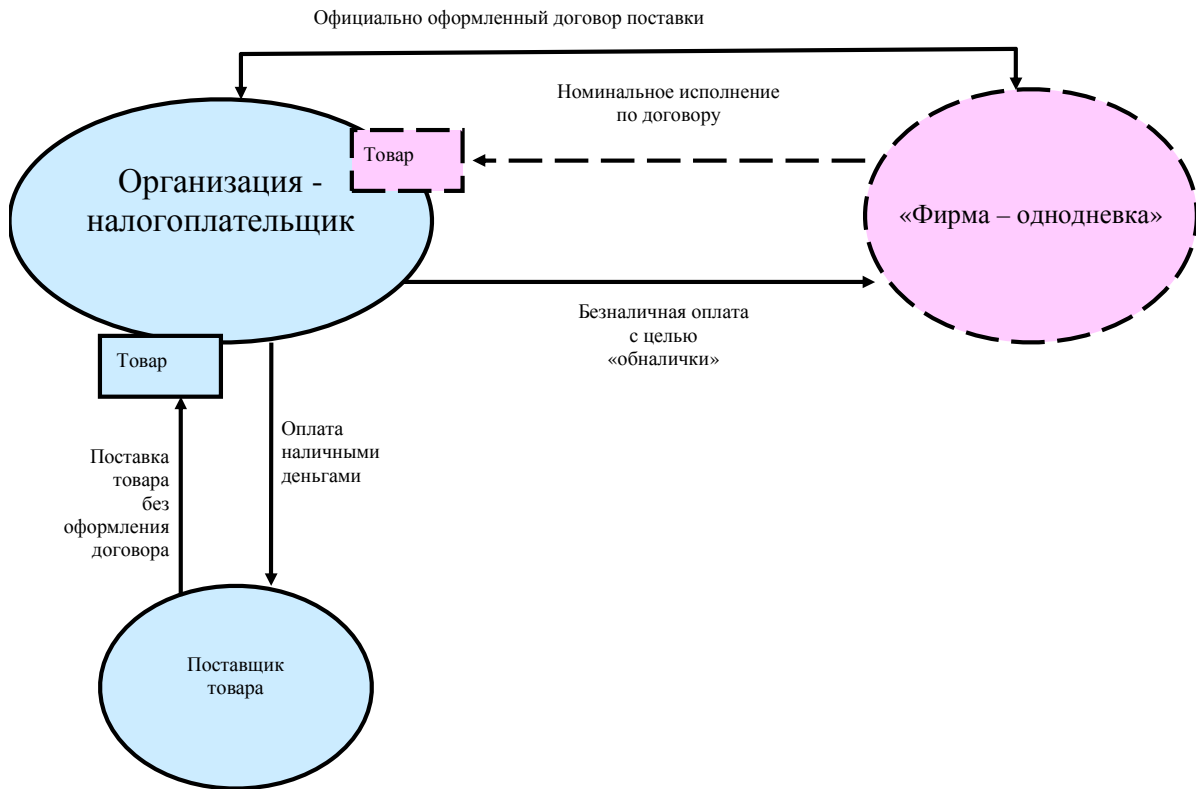 Официально оформленный договор поставки
Номинальное исполнение
по договору
Товар
Организация -
налогоплательщик
«Фирма – однодневка»
Безналичная оплата
с целью
«обналички»
Товар
Оплата
наличными
деньгами
Поставка
товара
без
оформления
договора
Поставщик
товара